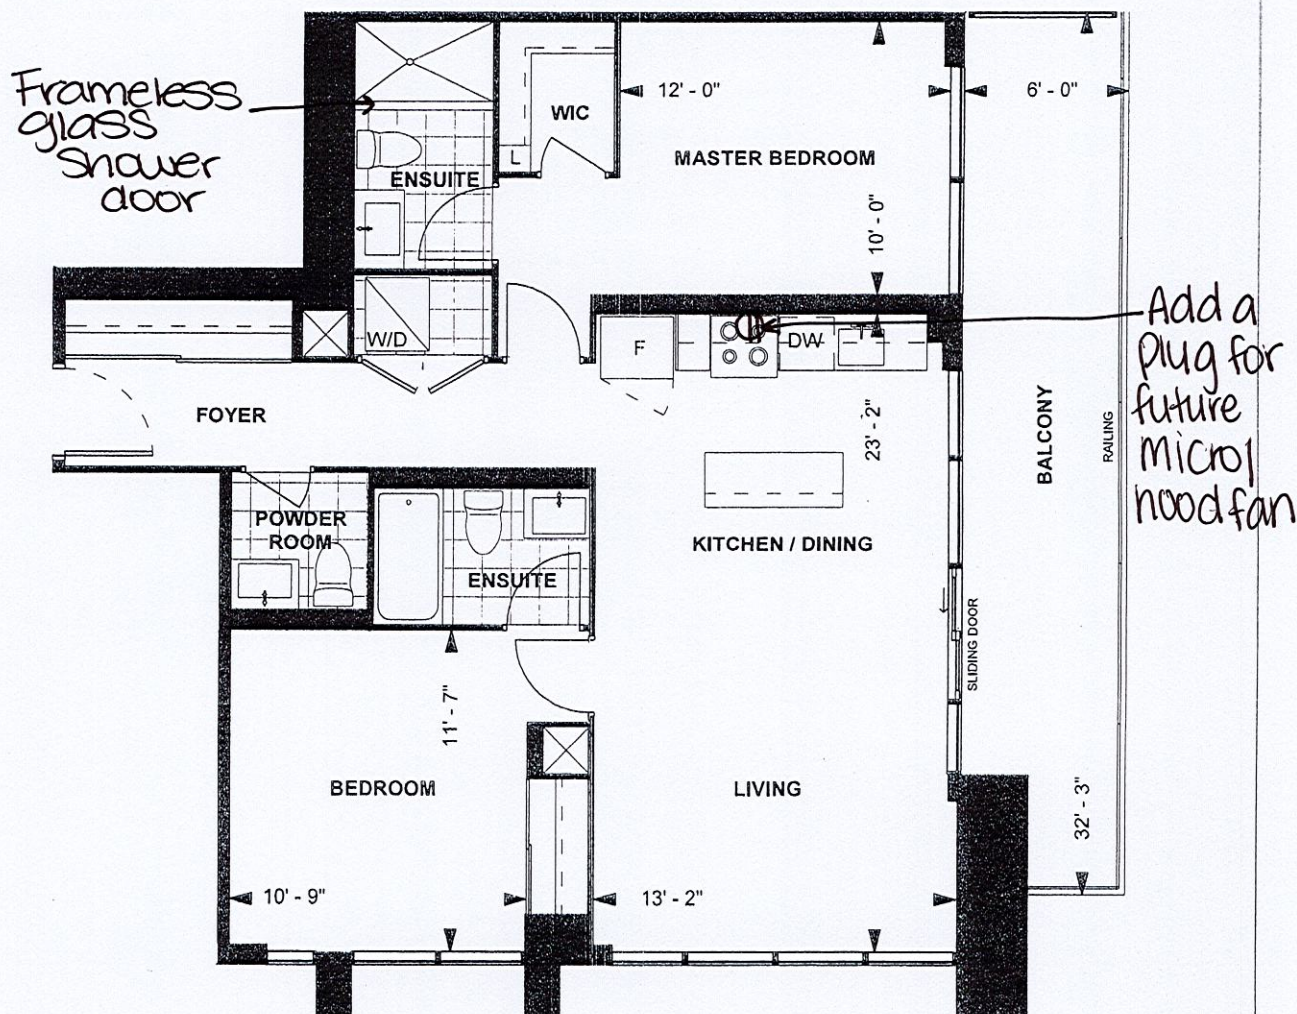 Frameless
glass
shower
door
12' - 0"
6' - 0"
WIC
MASTER BEDROOM
L
ENSUITE
10' - 0"
Add a
plug for
future
micro/
hoodfan
W/D
F
DW
FOYER
23' - 2"
BALCONY
RAILING
POWDER
ROOM
KITCHEN / DINING
ENSUITE
SLIDING DOOR
11' - 7"
BEDROOM
LIVING
32' - 3"
10' - 9"
13' - 2"